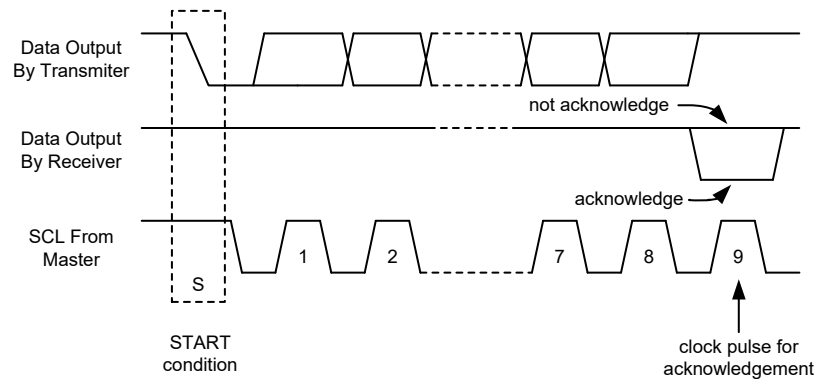 Data Output
By Transmiter
not acknowledge
Data Output
By Receiver
acknowledge
SCL From
Master
1
2
7
8
9
S
START
condition
clock pulse for
acknowledgement